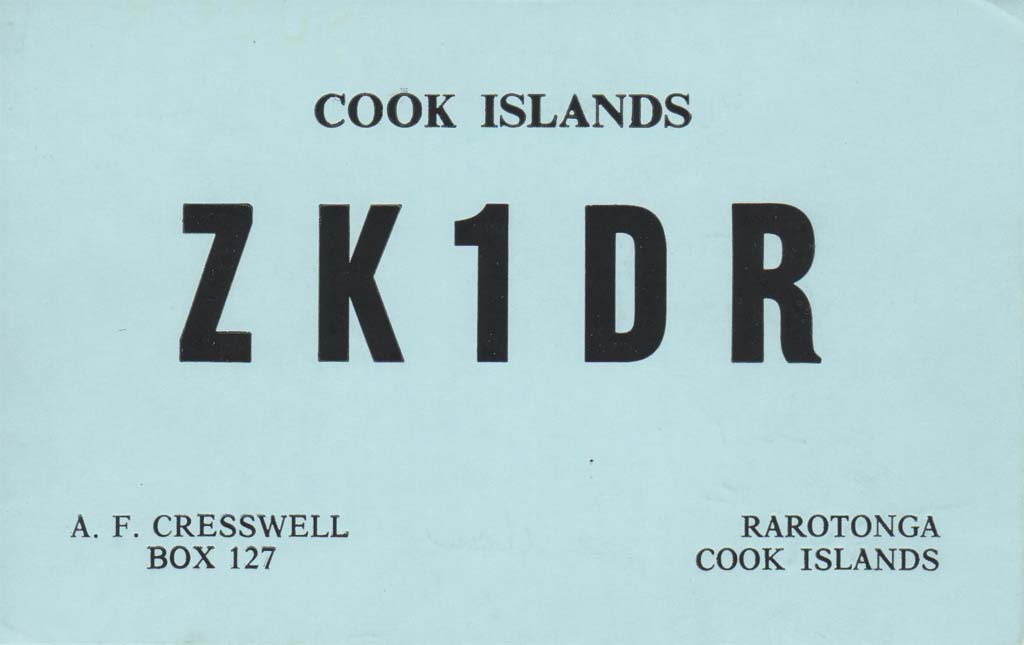 COOK ISLANDS
ZK1DR
A. F. CRESSWELL
BOX 127
RAROTONGA
COOK ISLANDS